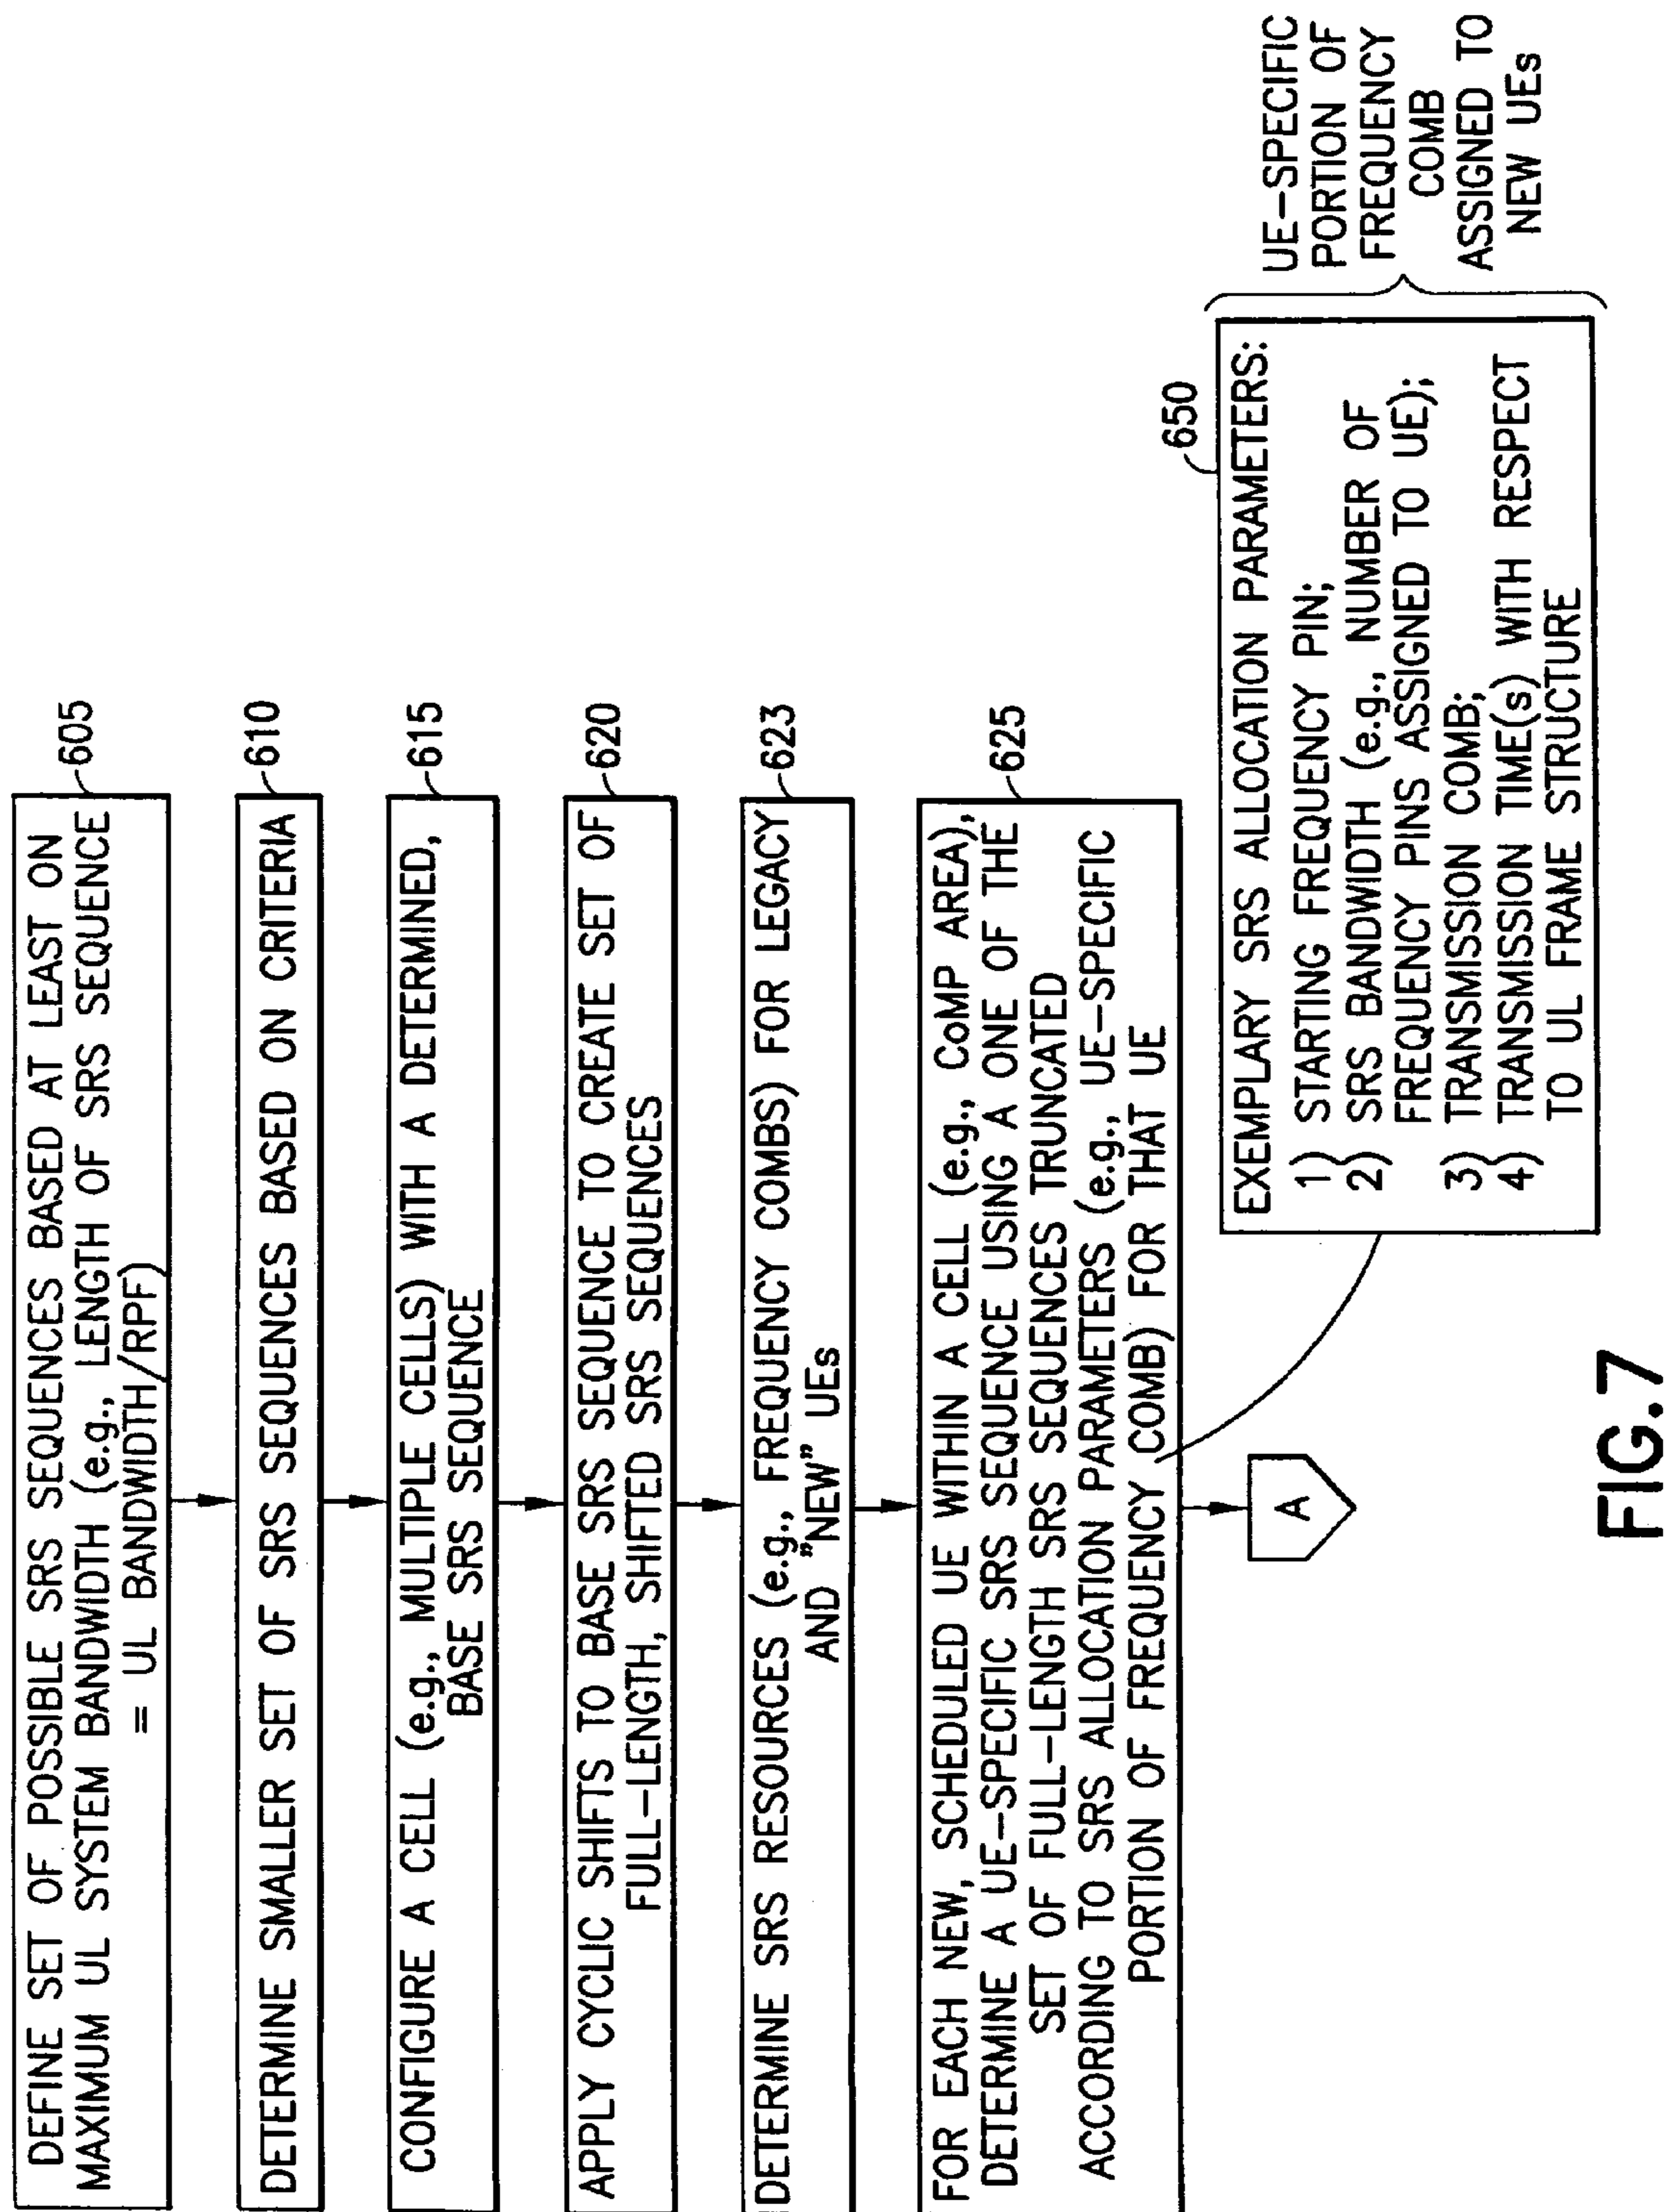 DEFINE SET OF POSSIBLE SRS SEQUENCES BASED AT LEAST ON
MAXIMUM UL SYSTEM BANDWIDTH (e.g., LENGTH OF SRS SEQUENCE
= UL BANDWIDTH/RPF)
605
DETERMINE SMALLER SET OF SRS SEQUENCES BASED ON CRITERIA
610
CONFIGURE A CELL (e.g., MULTIPLE CELLS) WITH A DETERMINED,
BASE SRS SEQUENCE
615
APPLY CYCLIC SHIFTS TO BASE SRS SEQUENCE TO CREATE SET OF
FULL-LENGTH, SHIFTED SRS SEQUENCES
620
DETERMINE SRS RESOURCES (e.g., FREQUENCY COMBS) FOR LEGACY
AND "NEW" UEs
623
FOR EACH NEW, SCHEDULED UE WITHIN A CELL (e.g., CoMP AREA),
DETERMINE A UE-SPECIFIC SRS SEQUENCE USING A ONE OF THE
SET OF FULL-LENGTH SRS SEQUENCES TRUNCATED
ACCORDING TO SRS ALLOCATION PARAMETERS (e.g., UE-SPECIFIC
PORTION OF FREQUENCY COMB) FOR THAT UE
625
A
650
EXEMPLARY SRS ALLOCATION PARAMETERS:
1) STARTING FREQUENCY PIN;
2) SRS BANDWIDTH (e.g., NUMBER OF
FREQUENCY PINS ASSIGNED TO UE);
3) TRANSMISSION COMB;
4) TRANSMISSION TIME(s) WITH RESPECT
TO UL FRAME STRUCTURE
UE-SPECIFIC
PORTION OF
FREQUENCY
COMB
ASSIGNED TO
NEW UEs
FIG.7